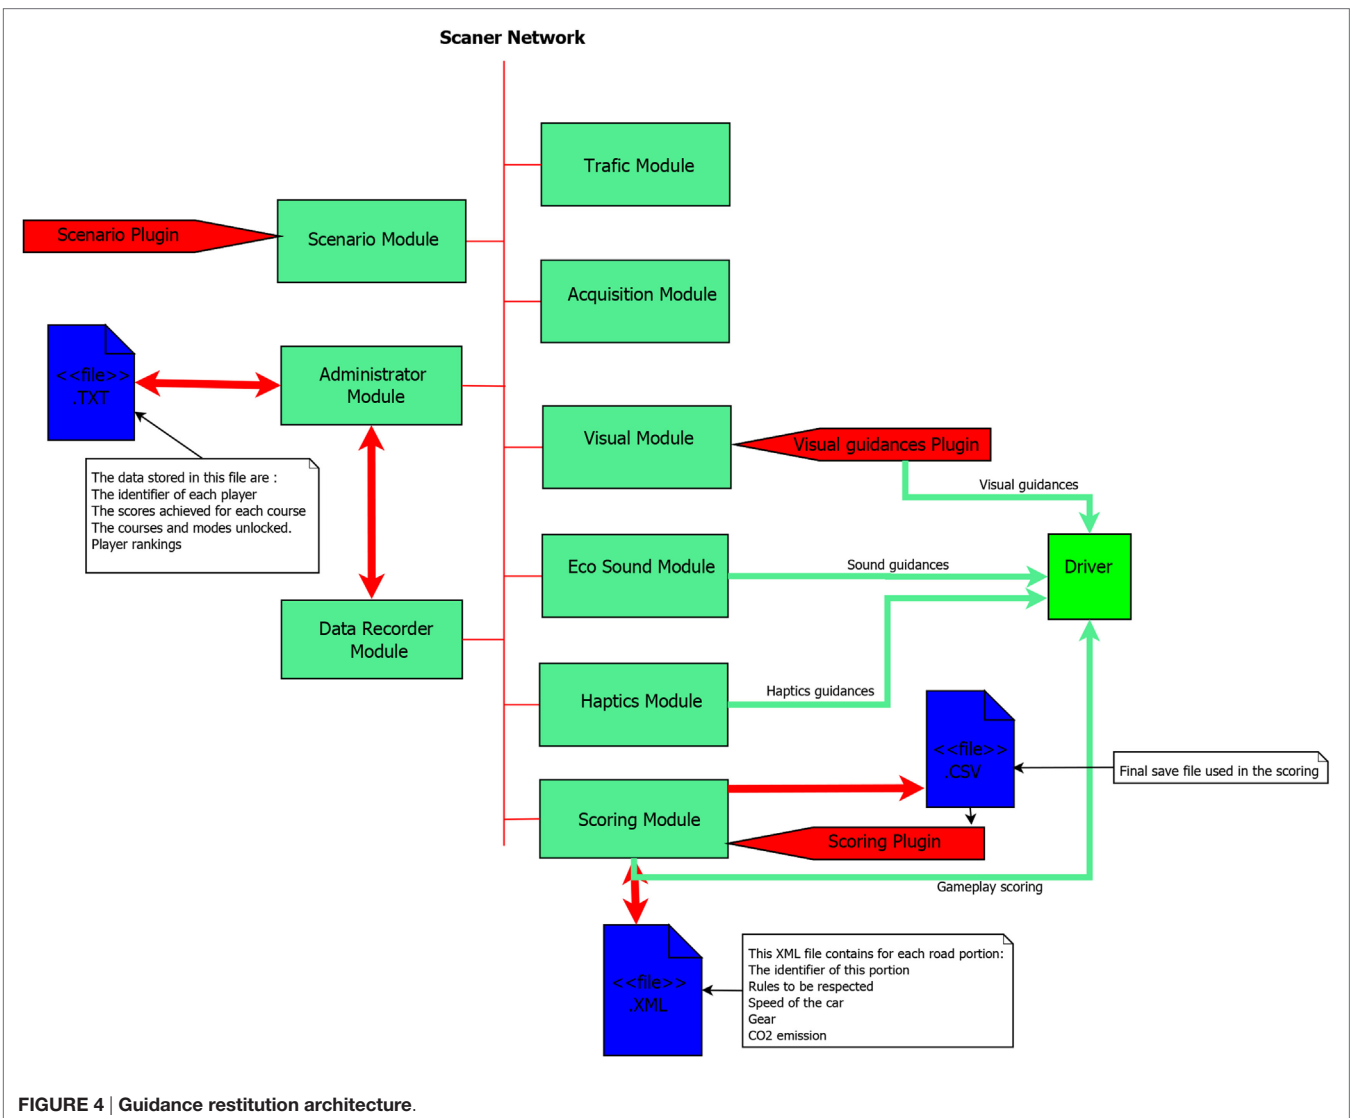 Scaner Network
Trafic Module
Scenario Plugin
Scenario Module
Acquisition Module
<<file>>
.TXT
Administrator
Module
Visual Module
Visual guidances Plugin
The data stored in this file are :
The identifier of each player
The scores achieved for each course
The courses and modes unlocked.
Player rankings
Visual guidances
Eco Sound Module
Sound guidances
Driver
Data Recorder
Module
Haptics Module
Haptics guidances
<<file>>
.CSV
Final save file used in the scoring
Scoring Module
Scoring Plugin
Gameplay scoring
<<file>>
.XML
This XML file contains for each road portion:
The identifier of this portion
Rules to be respected
Speed of the car
Gear
CO2 emission
FIGURE 4 | Guidance restitution architecture.